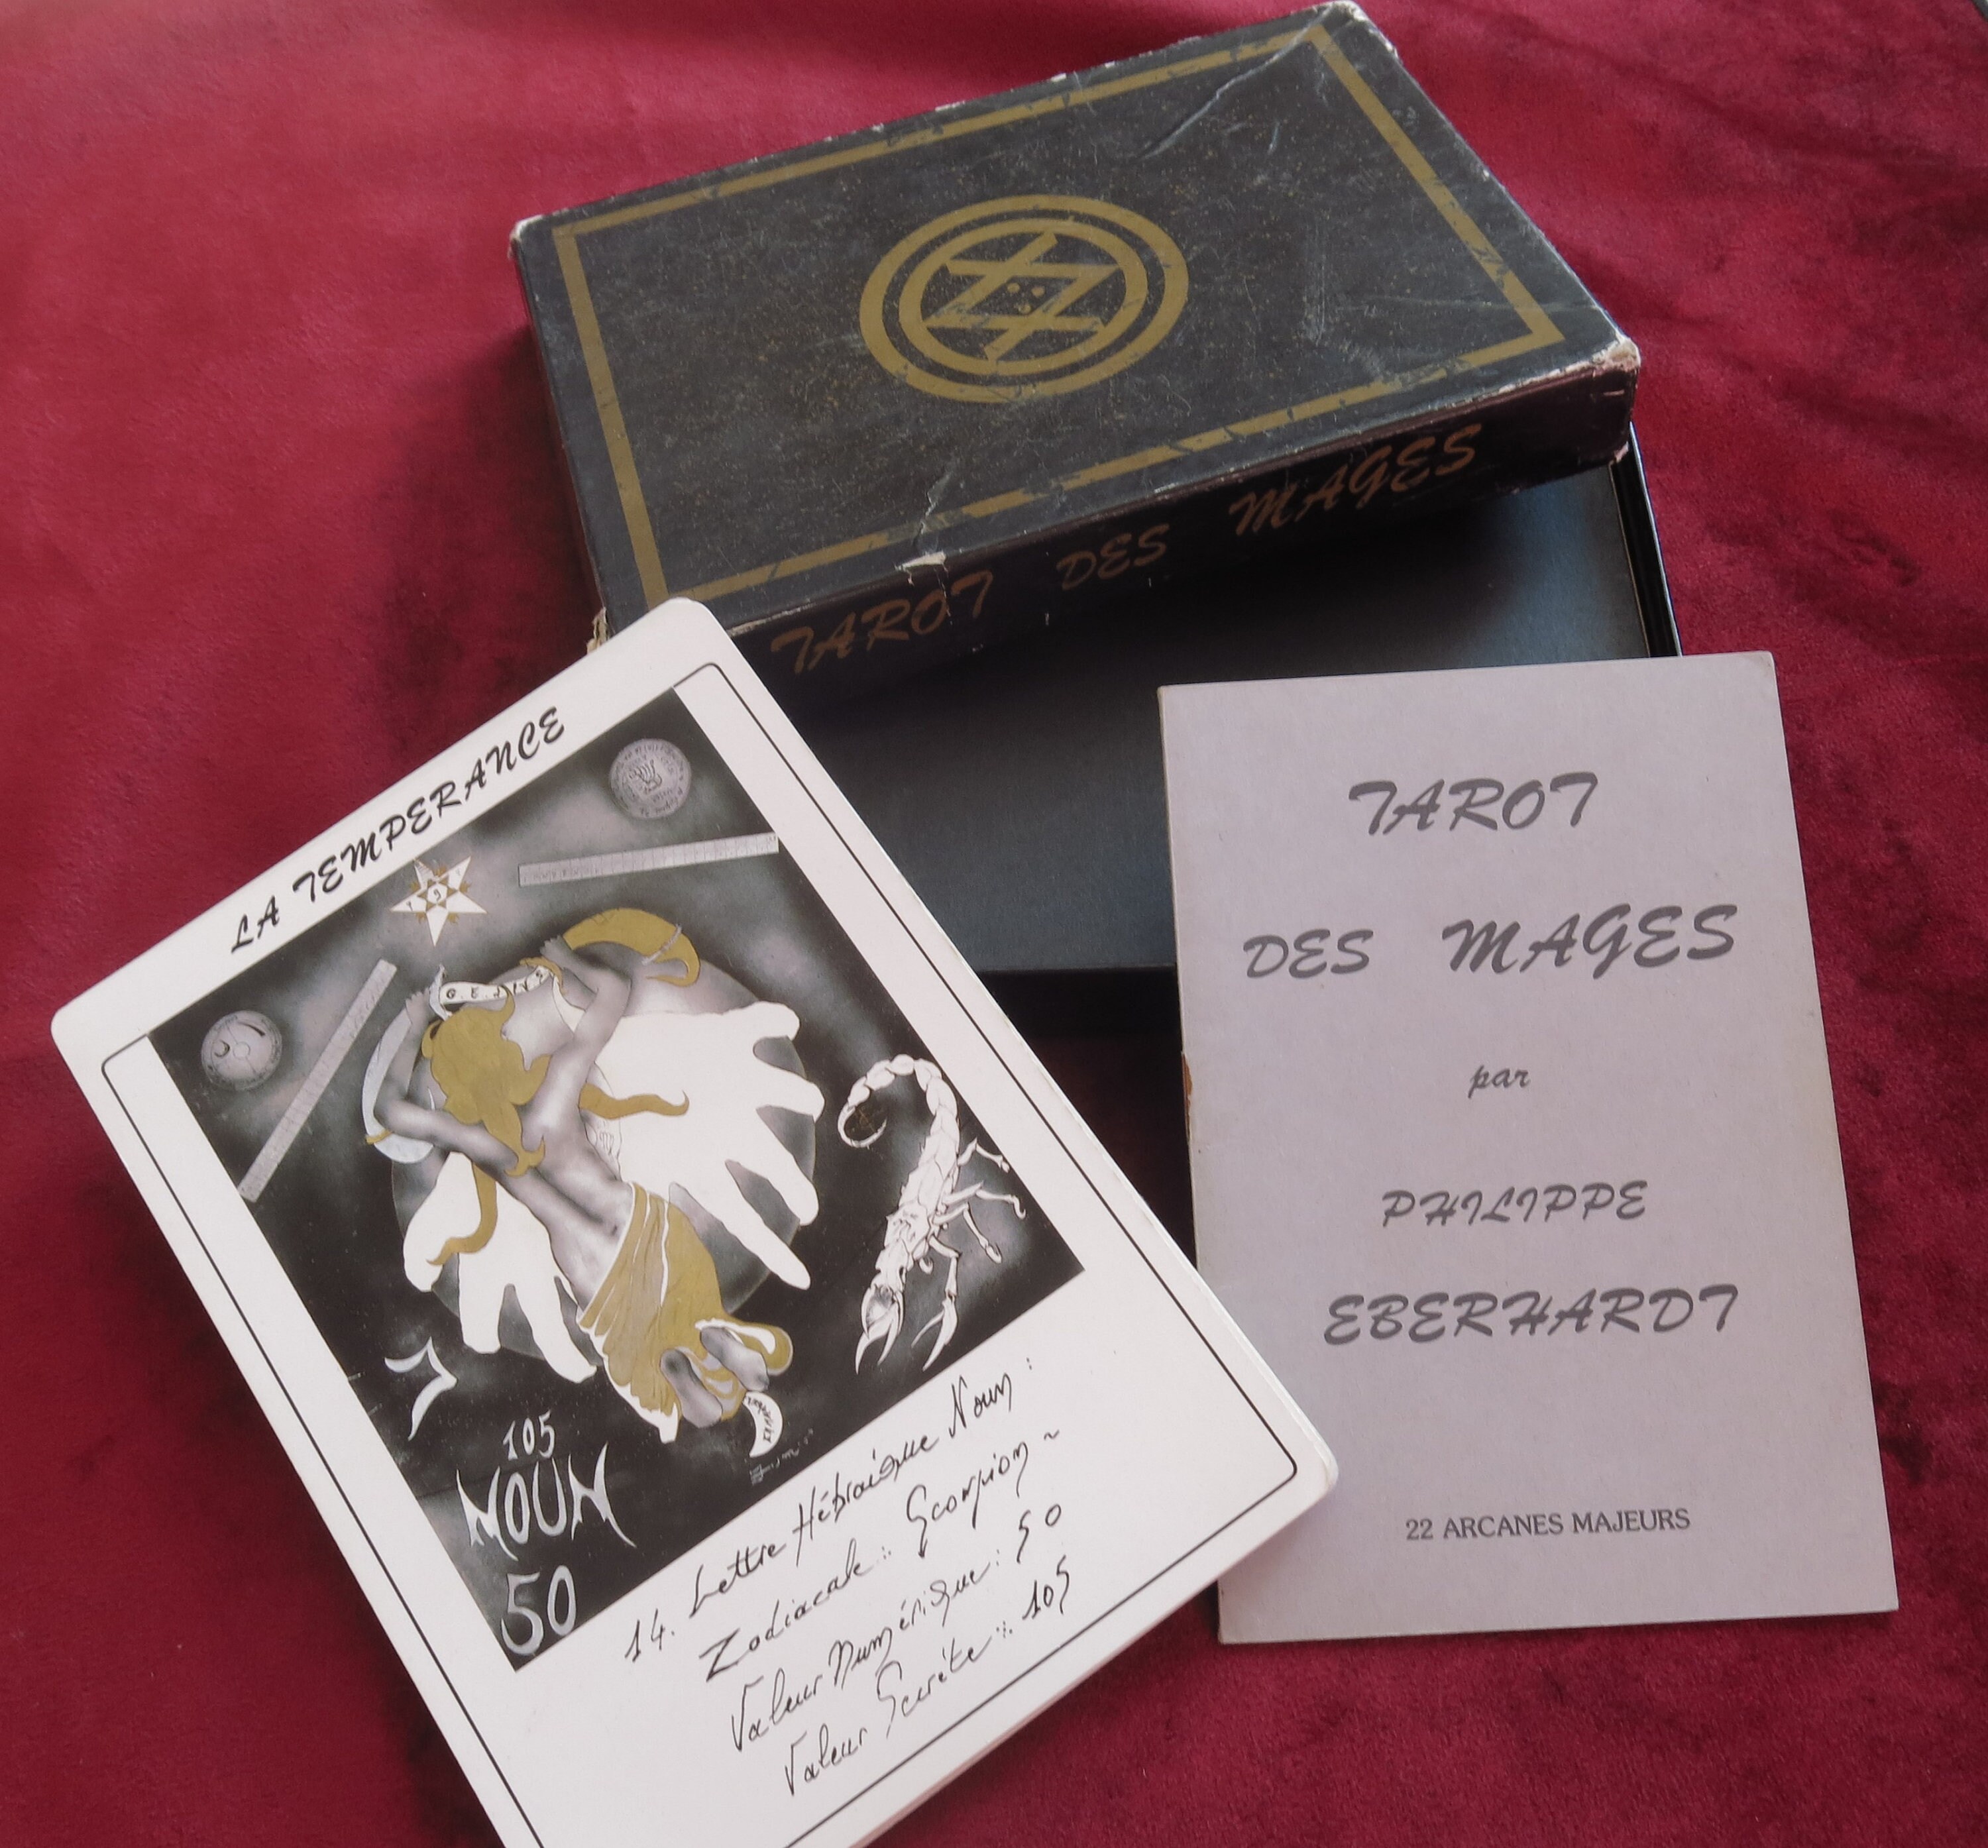 TAROT DES MAGES
LA TEMPERANCE
105
NOUN
50
14. Lettre Hébraïque Noun :
Zodiacale : Scorpion ~
Valeur Numérique : 50
Valeur Secrète : 105
TAROT
DES MAGES
par
PHILIPPE
EBERHARDT
22 ARCANES MAJEURS